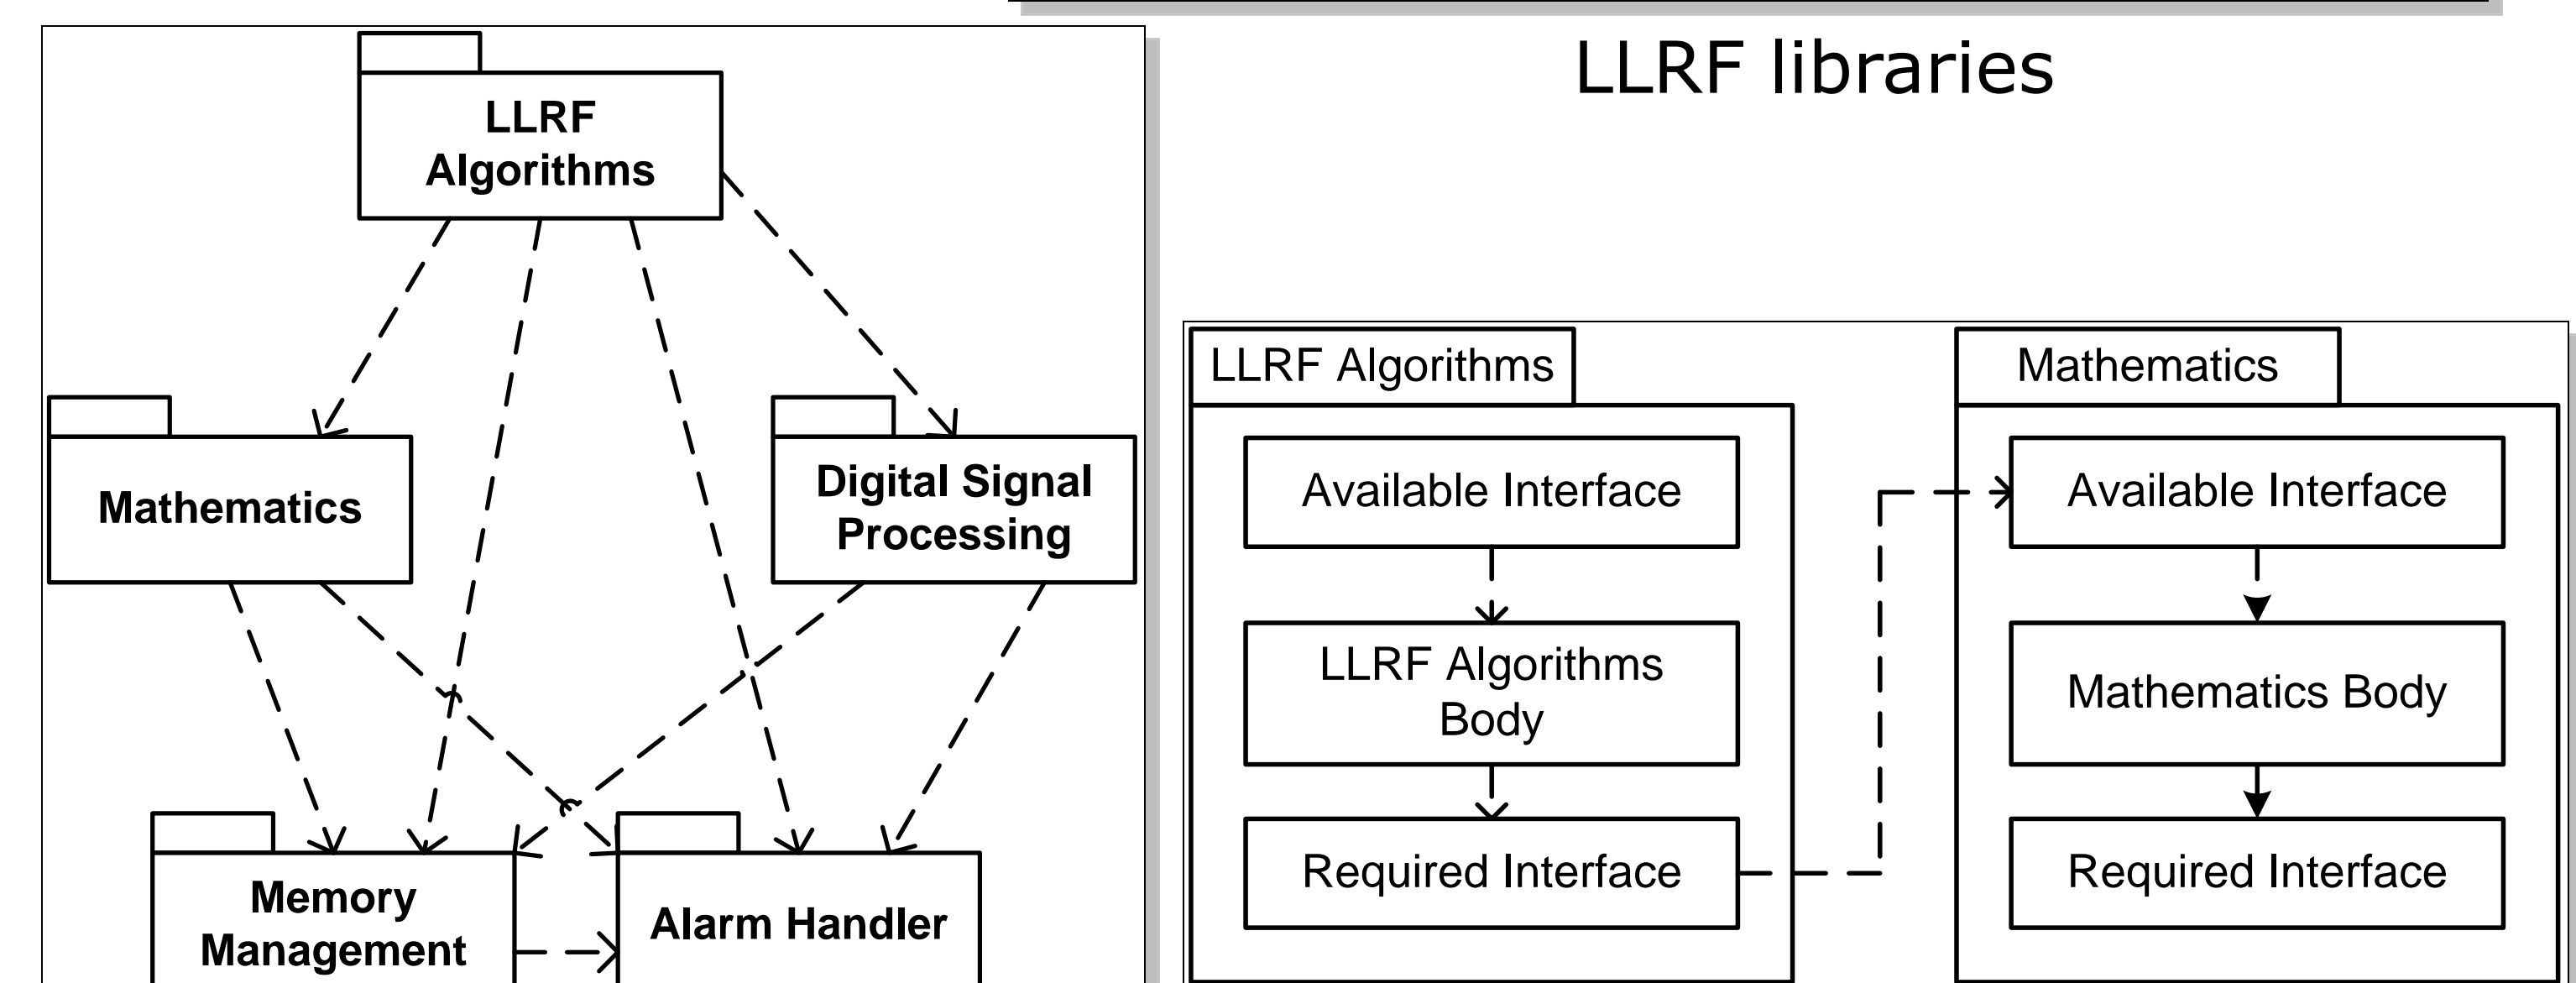 LLRF libraries
LLRF
Algorithms
Mathematics
Digital Signal
Processing
Memory
Management
Alarm Handler
LLRF Algorithms
Available Interface
LLRF Algorithms
Body
Required Interface
Mathematics
Available Interface
Mathematics Body
Required Interface